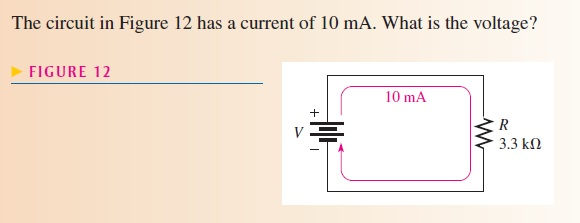 The circuit in Figure 12 has a current of 10 mA. What is the voltage?
► FIGURE 12
10 mA
+
V
–
R
3.3 kΩ